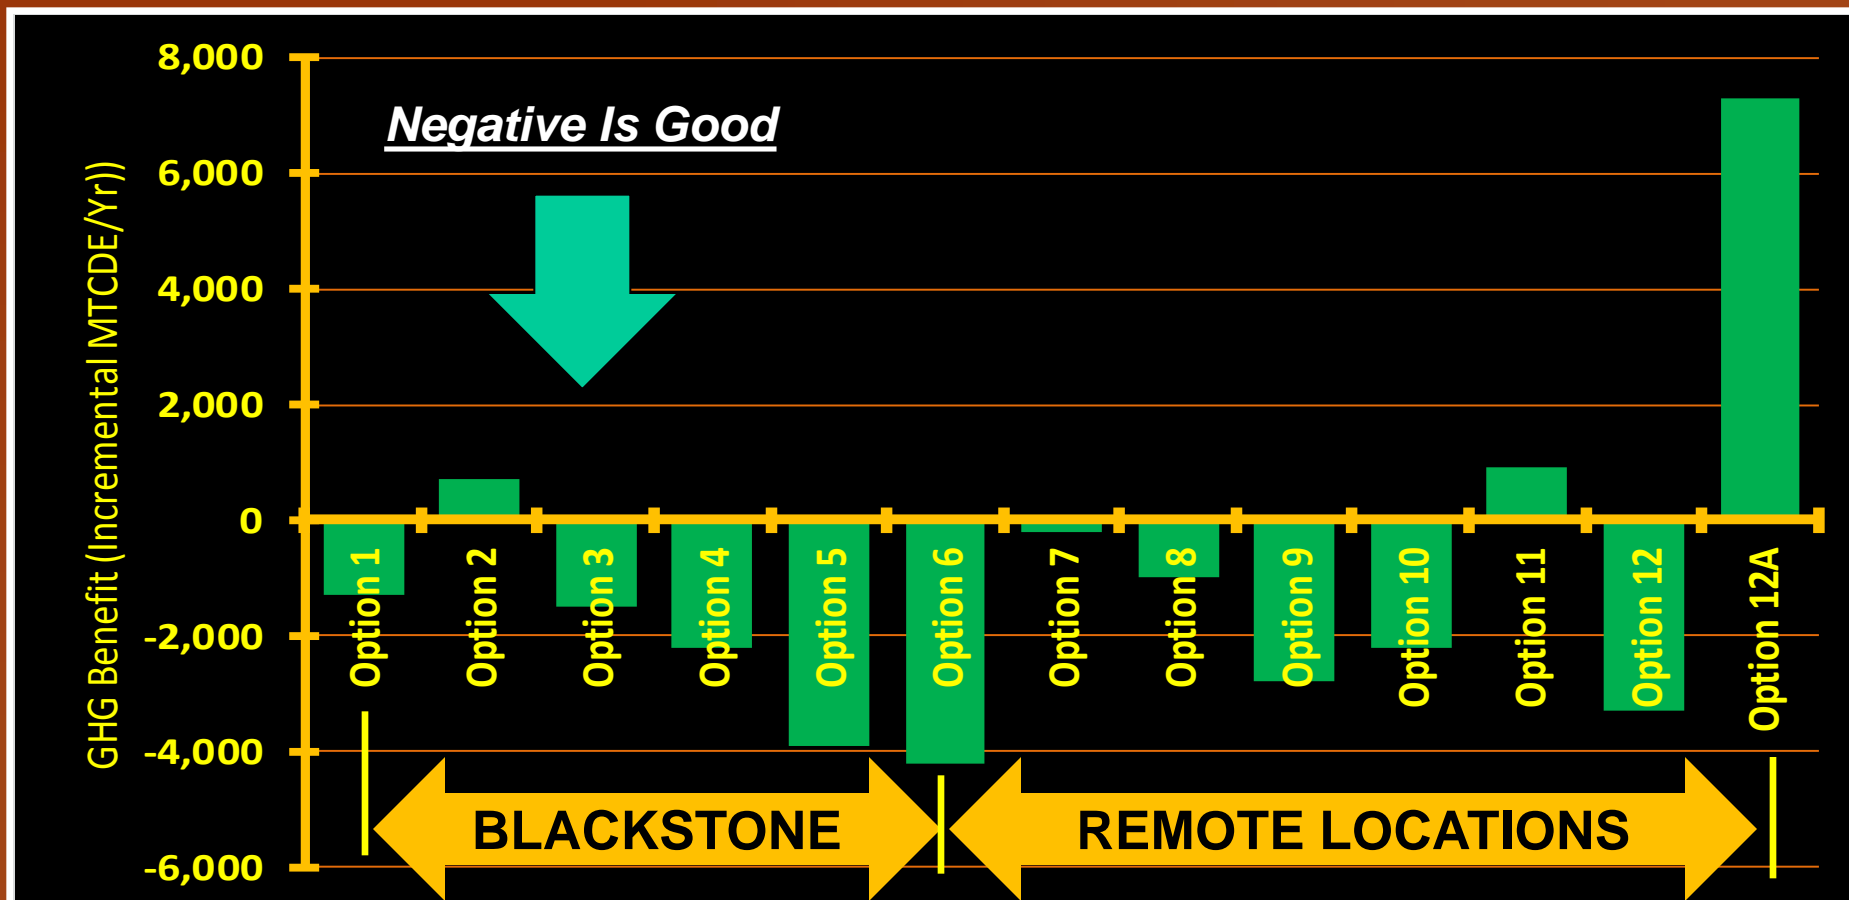 8,000
6,000
4,000
2,000
0
-2,000
-4,000
-6,000
GHG Benefit (Incremental MTCDE/Yr))
Negative Is Good
Option 1
Option 2
Option 3
Option 4
Option 5
Option 6
Option 7
Option 8
Option 9
Option 10
Option 11
Option 12
Option 12A
BLACKSTONE
REMOTE LOCATIONS